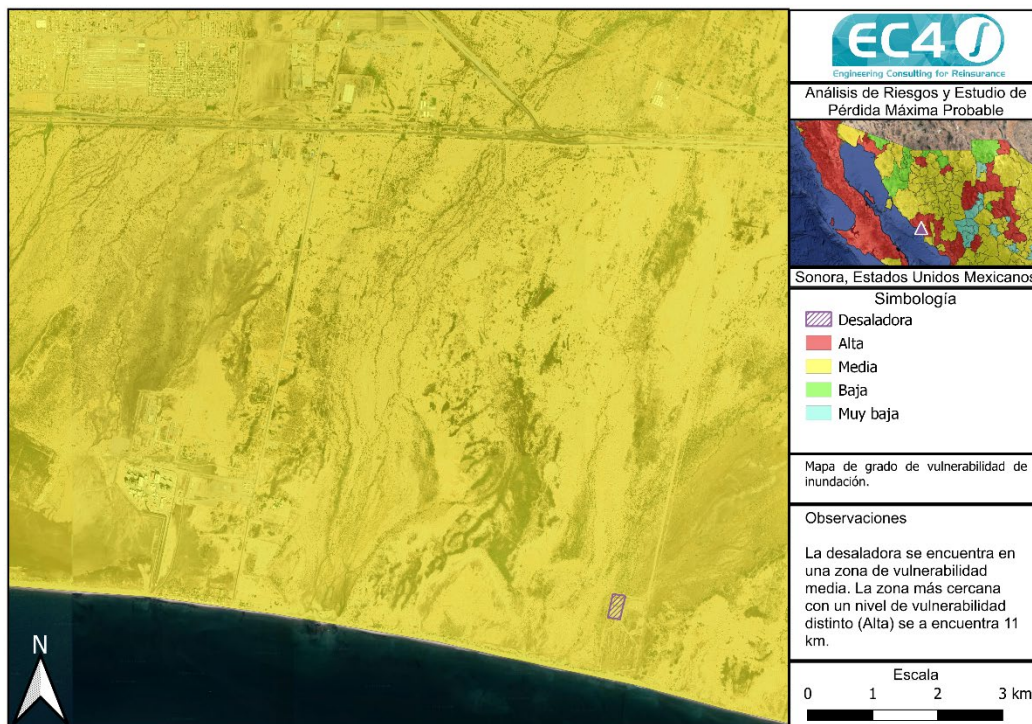 EC4
Engineering Consulting for Reinsurance
Análisis de Riesgos y Estudio de
Pérdida Máxima Probable
Sonora, Estados Unidos Mexicanos
Simbología
Desaladora
Alta
Media
Baja
Muy baja
Mapa de grado de vulnerabilidad de
inundación.
Observaciones
La desaladora se encuentra en
una zona de vulnerabilidad
media. La zona más cercana
con un nivel de vulnerabilidad
distinto (Alta) se a encuentra 11
km.
Escala
0 1 2 3 km
N